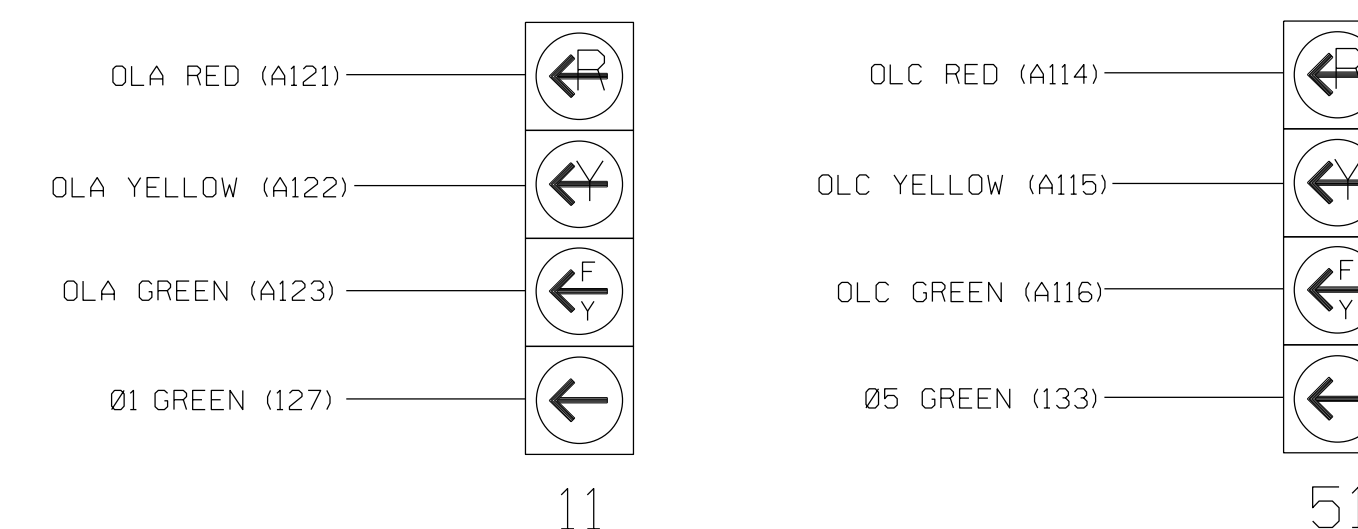 OLA RED (A121)
R
OLA YELLOW (A122)
Y
OLA GREEN (A123)
F
Y
Ø1 GREEN (127)
11
OLC RED (A114)
R
OLC YELLOW (A115)
Y
OLC GREEN (A116)
F
Y
Ø5 GREEN (133)
51